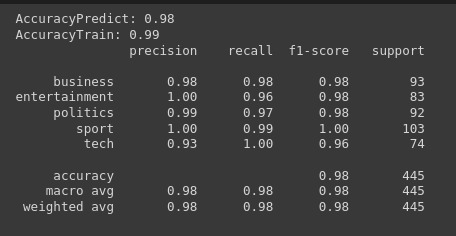 AccuracyPredict: 0.98
AccuracyTrain: 0.99
precision recall f1-score support
business 0.98 0.98 0.98 93
entertainment 1.00 0.96 0.98 83
politics 0.99 0.97 0.98 92
sport 1.00 0.99 1.00 103
tech 0.93 1.00 0.96 74
accuracy 0.98 445
macro avg 0.98 0.98 0.98 445
weighted avg 0.98 0.98 0.98 445